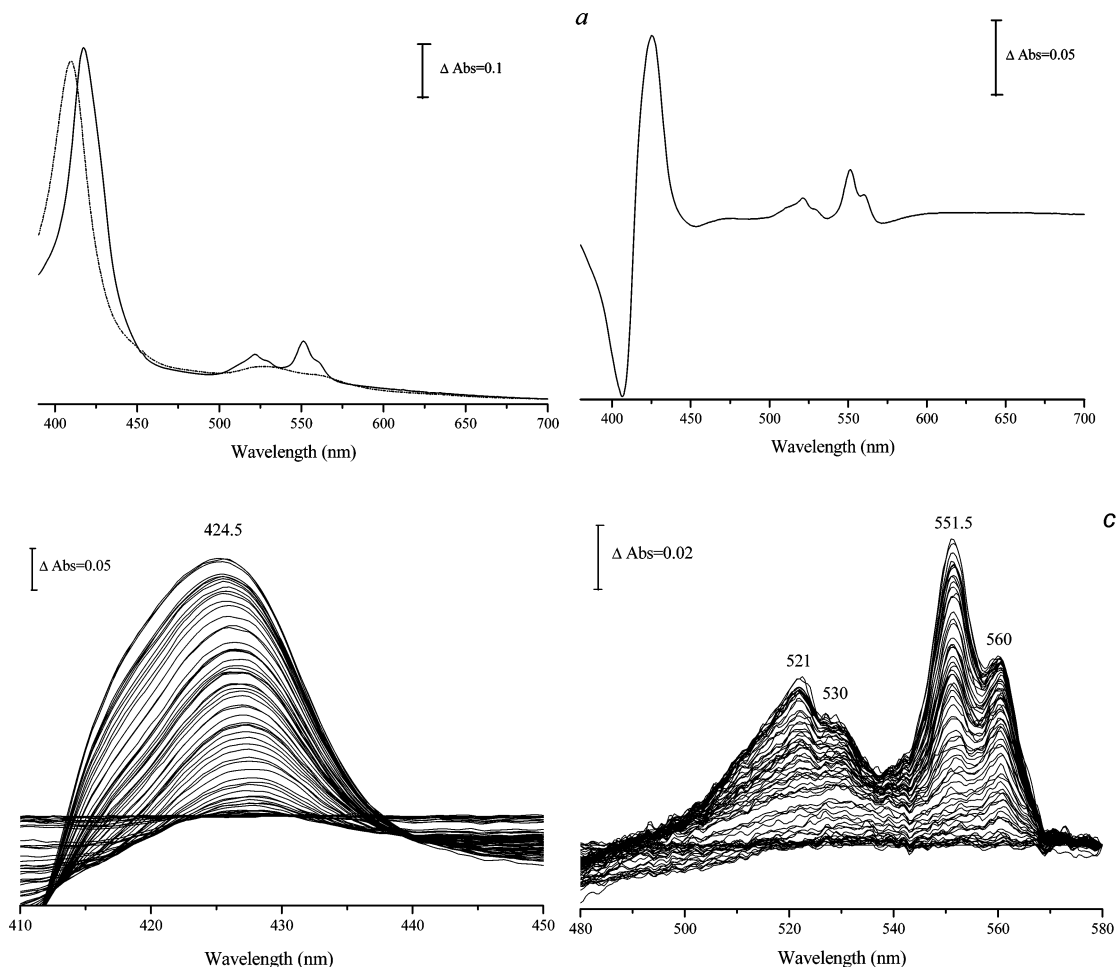 a
Δ Abs=0.1
400 450 500 550 600 650 700
Wavelength (nm)
Δ Abs=0.05
400 450 500 550 600 650 700
Wavelength (nm)
424.5
Δ Abs=0.05
410 420 430 440 450
Wavelength (nm)
c
551.5
Δ Abs=0.02
560
521
530
480 500 520 540 560 580
Wavelength (nm)